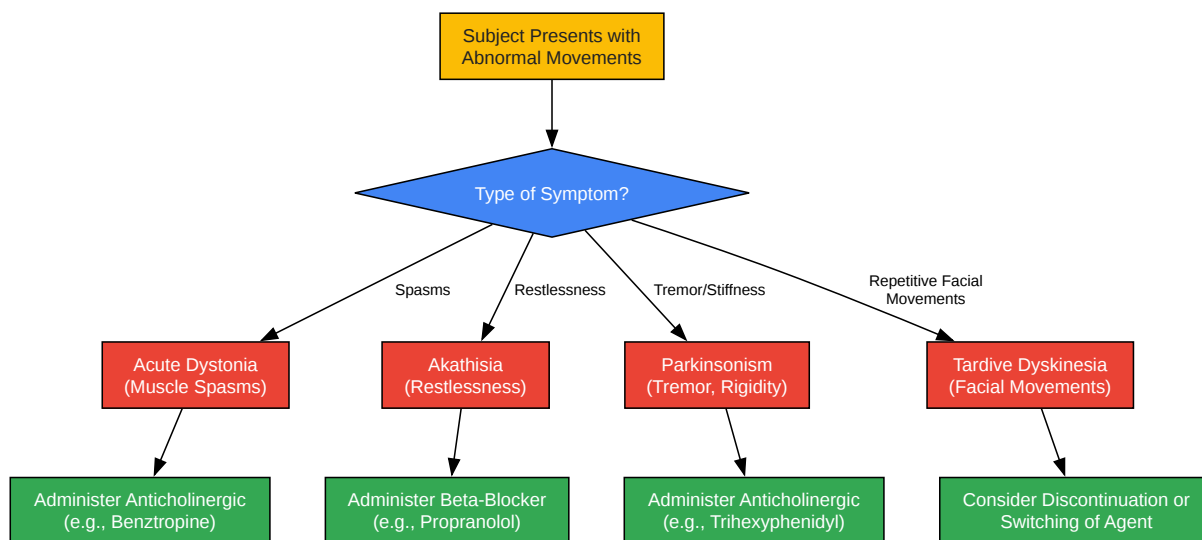 Subject Presents with
Abnormal Movements
Type of Symptom?
Spasms
Restlessness
Tremor/Stiffness
Repetitive Facial
Movements
Acute Dystonia
(Muscle Spasms)
Akathisia
(Restlessness)
Parkinsonism
(Tremor, Rigidity)
Tardive Dyskinesia
(Facial Movements)
Administer Anticholinergic
(e.g., Benztropine)
Administer Beta-Blocker
(e.g., Propranolol)
Administer Anticholinergic
(e.g., Trihexyphenidyl)
Consider Discontinuation or
Switching of Agent